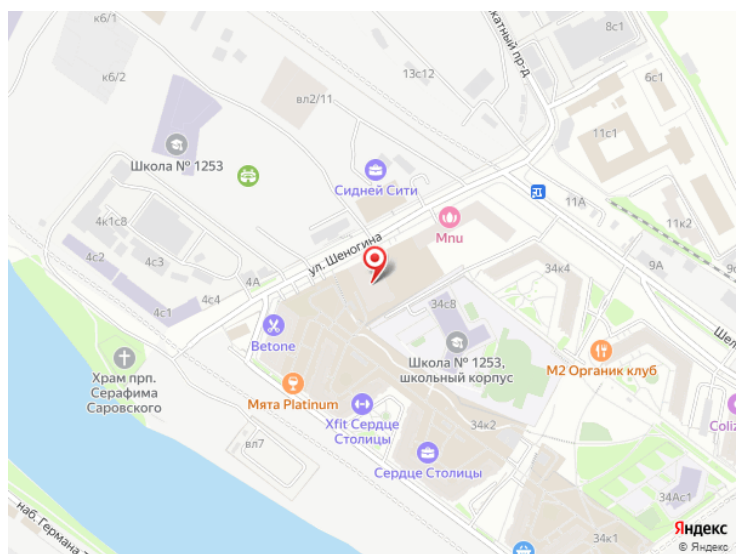 к6/1
к6/2
8с1
13с12
вл2/11
6с1
11с1
Школа № 1253
Сидней Сити
11А
11к2
4к1с8
ул. Шеногина
Mnu
4с2
4с3
4А
34к4
9А
4с4
4с1
34с8
Betone
Школа № 1253,
школьный корпус
М2 Органик клуб
Храм прп.
Серафима
Саровского
Мята Platinum
Xfit Сердце
Столицы
34к2
вл7
Сердце Столицы
34Ас1
34к1
наб. Германа
Яндекс
© Яндекс